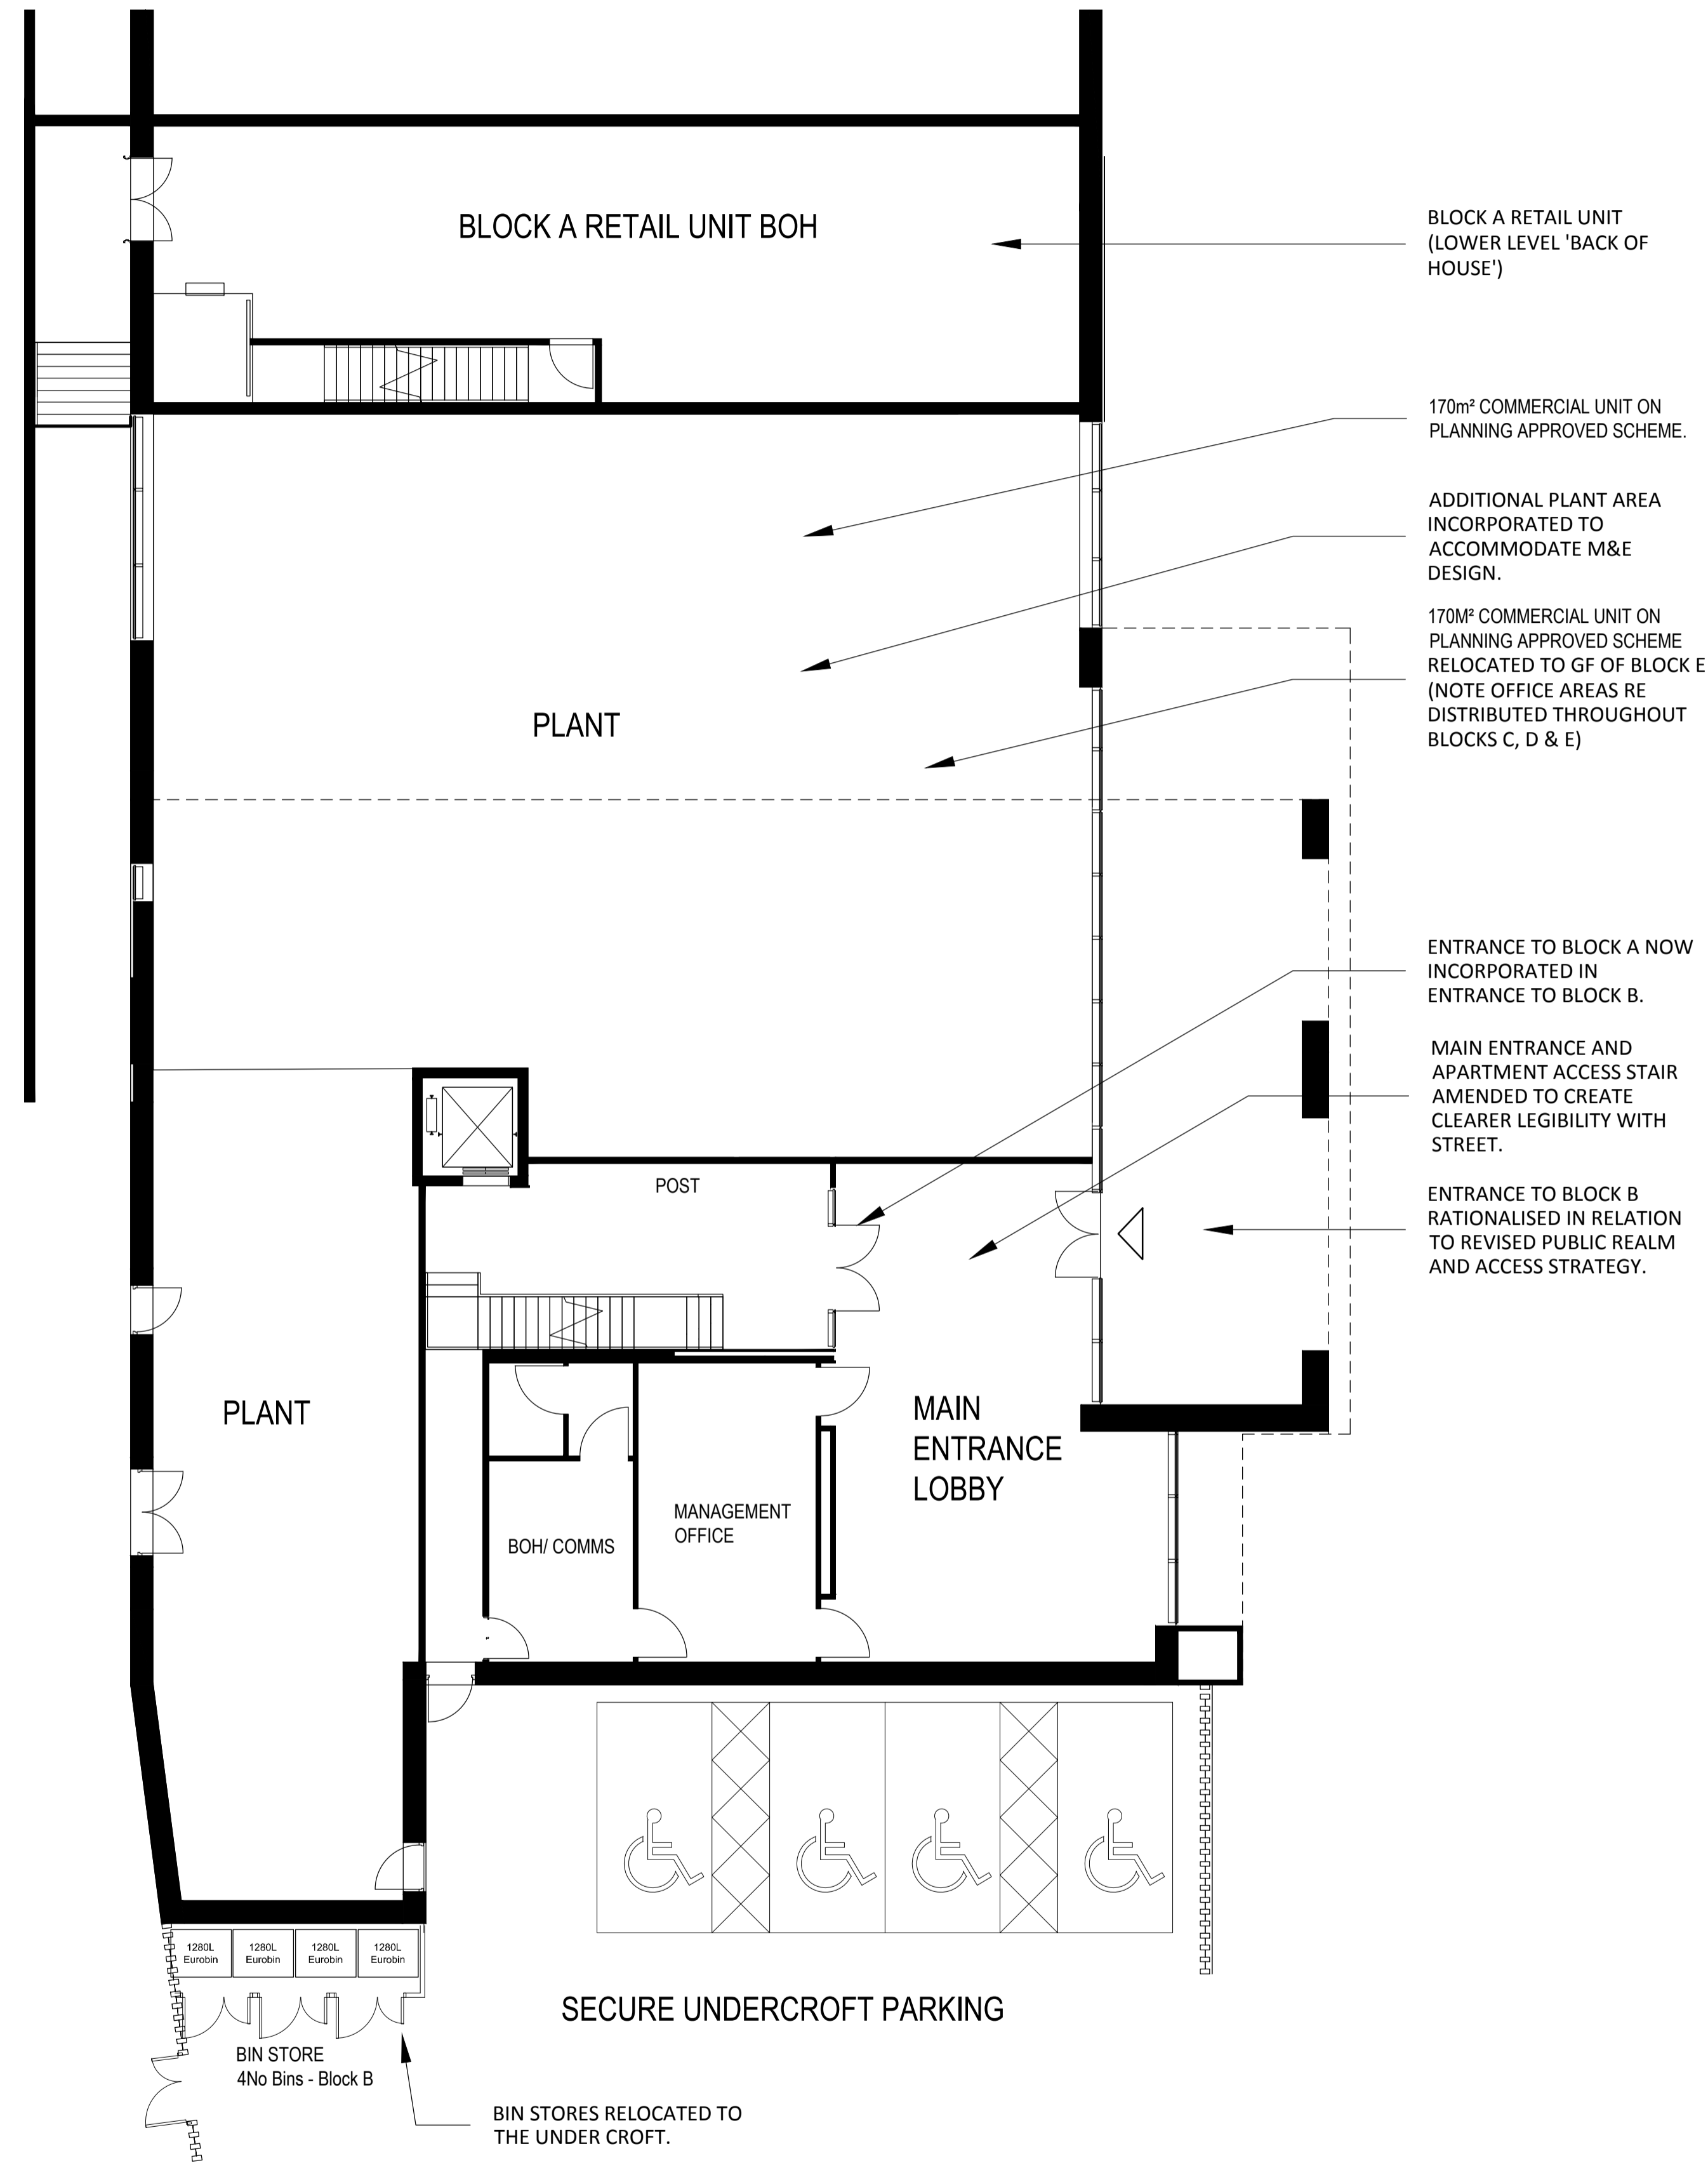 BLOCK A RETAIL UNIT BOH
BLOCK A RETAIL UNIT
(LOWER LEVEL 'BACK OF
HOUSE')
170m² COMMERCIAL UNIT ON
PLANNING APPROVED SCHEME.
ADDITIONAL PLANT AREA
INCORPORATED TO
ACCOMMODATE M&E
DESIGN.
170M² COMMERCIAL UNIT ON
PLANNING APPROVED SCHEME
RELOCATED TO GF OF BLOCK E
(NOTE OFFICE AREAS RE
DISTRIBUTED THROUGHOUT
BLOCKS C, D & E)
PLANT
ENTRANCE TO BLOCK A NOW
INCORPORATED IN
ENTRANCE TO BLOCK B.
MAIN ENTRANCE AND
APARTMENT ACCESS STAIR
AMENDED TO CREATE
CLEARER LEGIBILITY WITH
STREET.
ENTRANCE TO BLOCK B
RATIONALISED IN RELATION
TO REVISED PUBLIC REALM
AND ACCESS STRATEGY.
POST
PLANT
MAIN
ENTRANCE
LOBBY
MANAGEMENT
OFFICE
BOH/ COMMS
1280L
Eurobin
1280L
Eurobin
1280L
Eurobin
1280L
Eurobin
SECURE UNDERCROFT PARKING
BIN STORE
4No Bins - Block B
BIN STORES RELOCATED TO
THE UNDER CROFT.